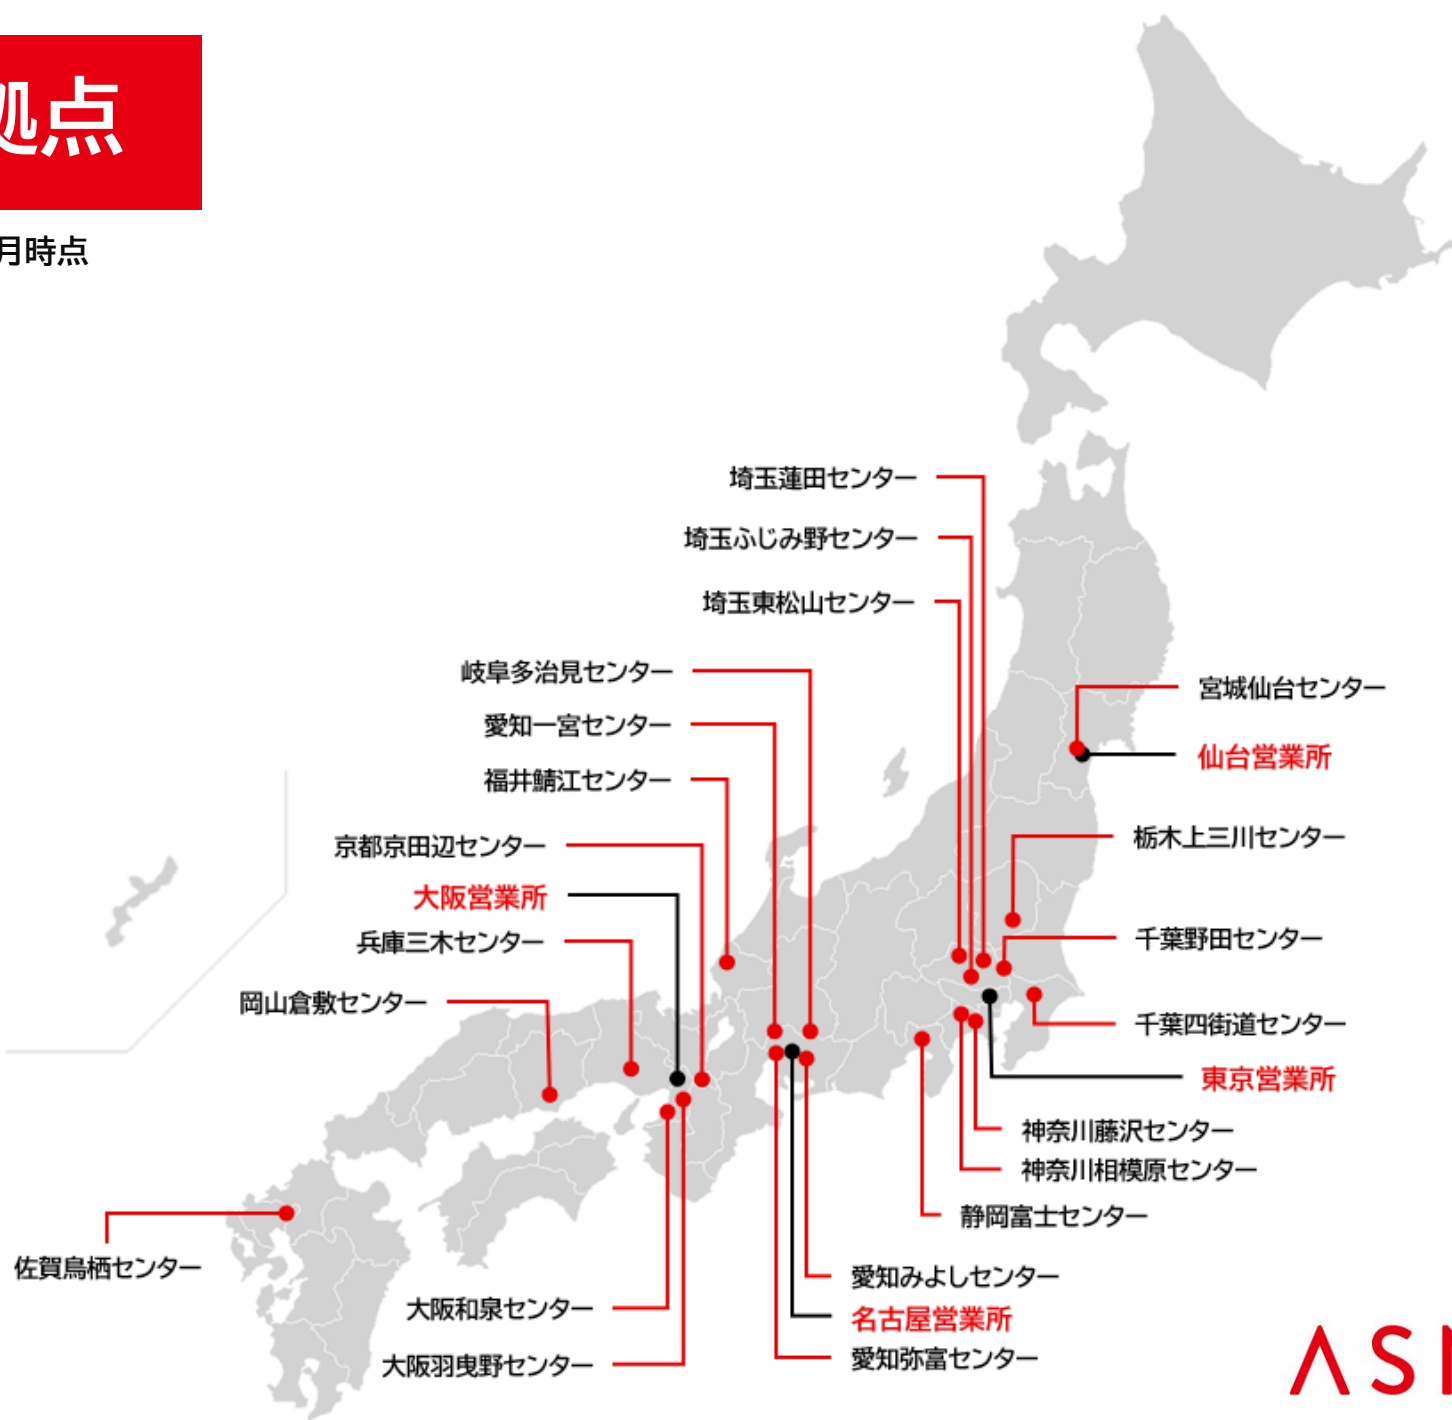 処点
月時点
埼玉蓮田センター
埼玉ふじみ野センター
埼玉東松山センター
岐阜多治見センター
愛知一宮センター
福井鯖江センター
京都京田辺センター
大阪営業所
兵庫三木センター
岡山倉敷センター
宮城仙台センター
仙台営業所
栃木上三川センター
千葉野田センター
千葉四街道センター
東京営業所
神奈川藤沢センター
神奈川相模原センター
静岡富士センター
佐賀鳥栖センター
大阪和泉センター
大阪羽曳野センター
愛知みよしセンター
名古屋営業所
愛知弥富センター